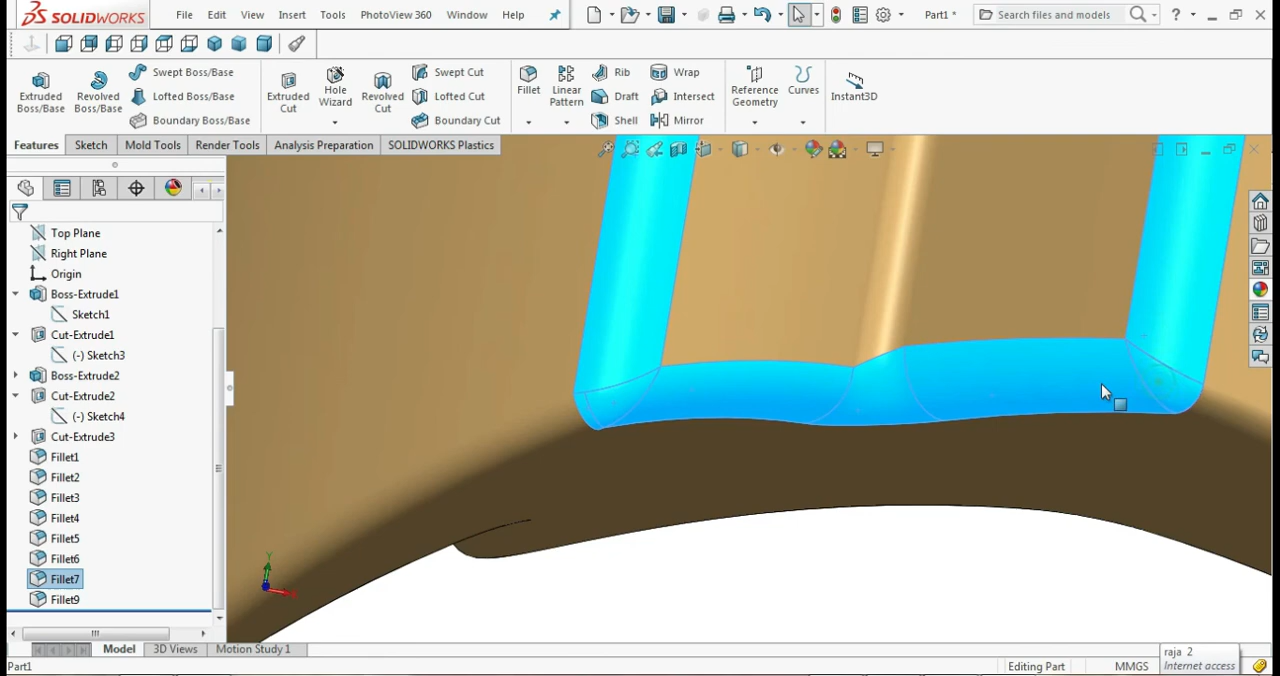 SOLIDWORKS File Edit View Insert Tools PhotoView 360 Window Help Part1 * Search files and models ?
Extruded Boss/Base
Revolved Boss/Base
Swept Boss/Base
Lofted Boss/Base
Boundary Boss/Base
Extruded Cut
Hole Wizard
Revolved Cut
Swept Cut
Lofted Cut
Boundary Cut
Fillet
Linear Pattern
Rib
Draft
Shell
Wrap
Intersect
Mirror
Reference Geometry
Curves
Instant3D
Features Sketch Mold Tools Render Tools Analysis Preparation SOLIDWORKS Plastics
Top Plane
Right Plane
Origin
Boss-Extrude1
Sketch1
Cut-Extrude1
(-) Sketch3
Boss-Extrude2
Cut-Extrude2
(-) Sketch4
Cut-Extrude3
Fillet1
Fillet2
Fillet3
Fillet4
Fillet5
Fillet6
Fillet7
Fillet9
Y
Model 3D Views Motion Study 1
raja 2
Internet access
Part1 Editing Part MMGS